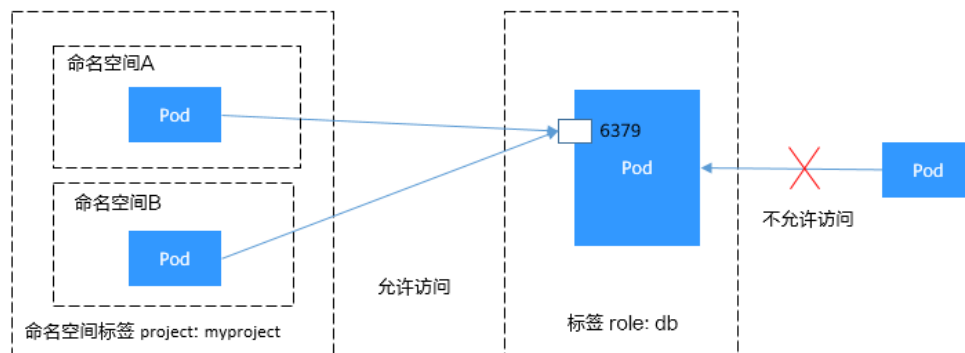 命名空间A
Pod
命名空间B
Pod
命名空间标签 project: myproject
允许访问
6379
Pod
标签 role: db
Pod
不允许访问